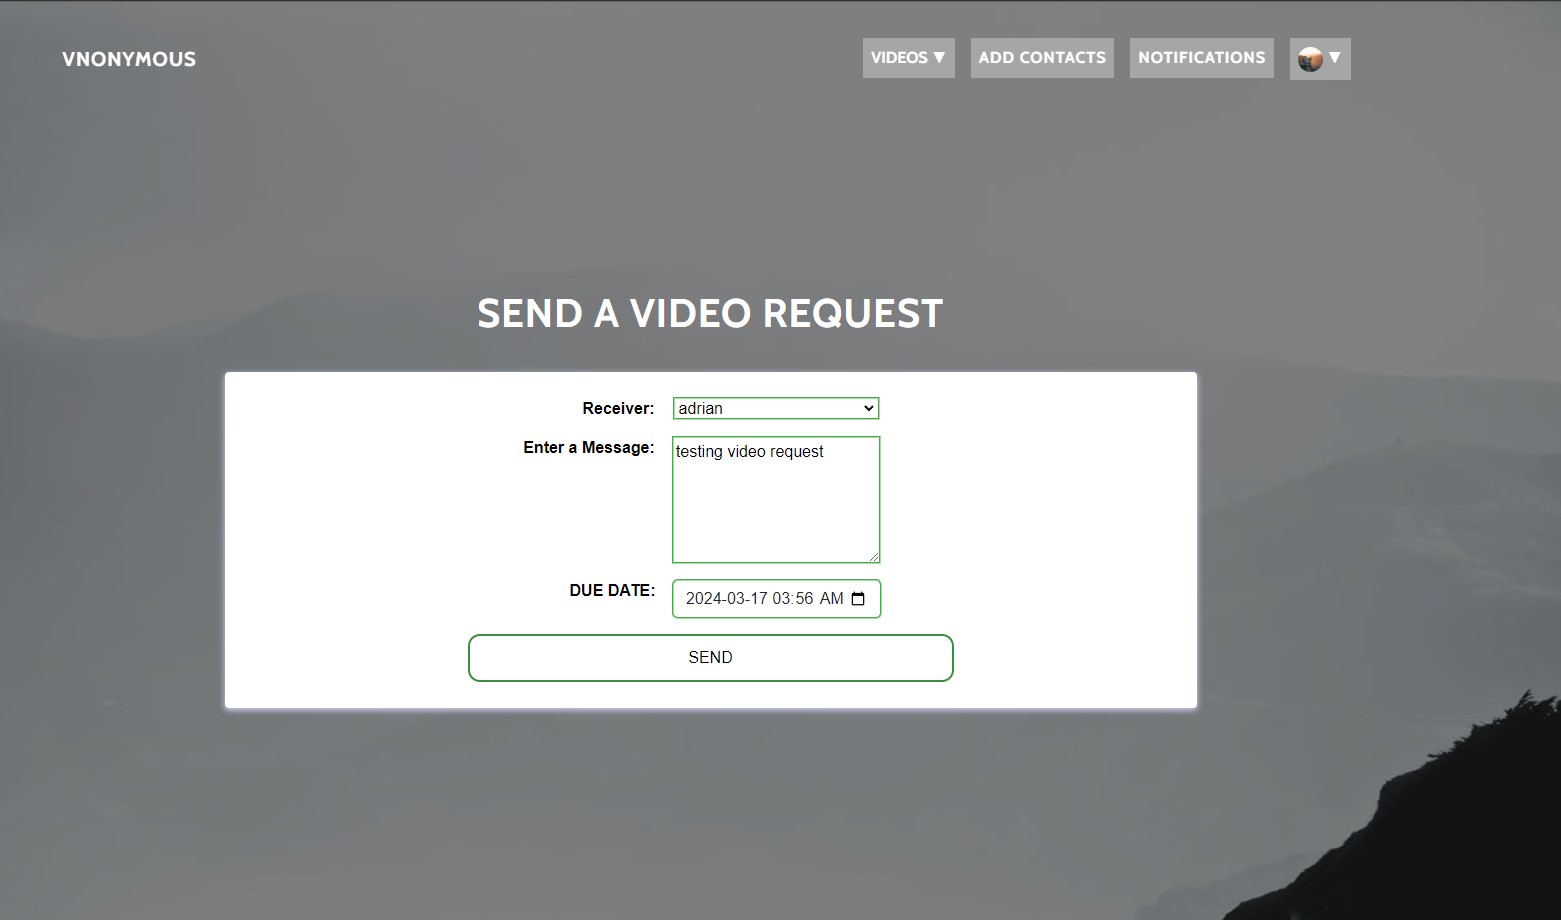 VNONYMOUS
VIDEOS ▼
ADD CONTACTS
NOTIFICATIONS
▼
SEND A VIDEO REQUEST
Receiver: adrian
Enter a Message: testing video request
DUE DATE: 2024-03-17 03:56 AM
SEND